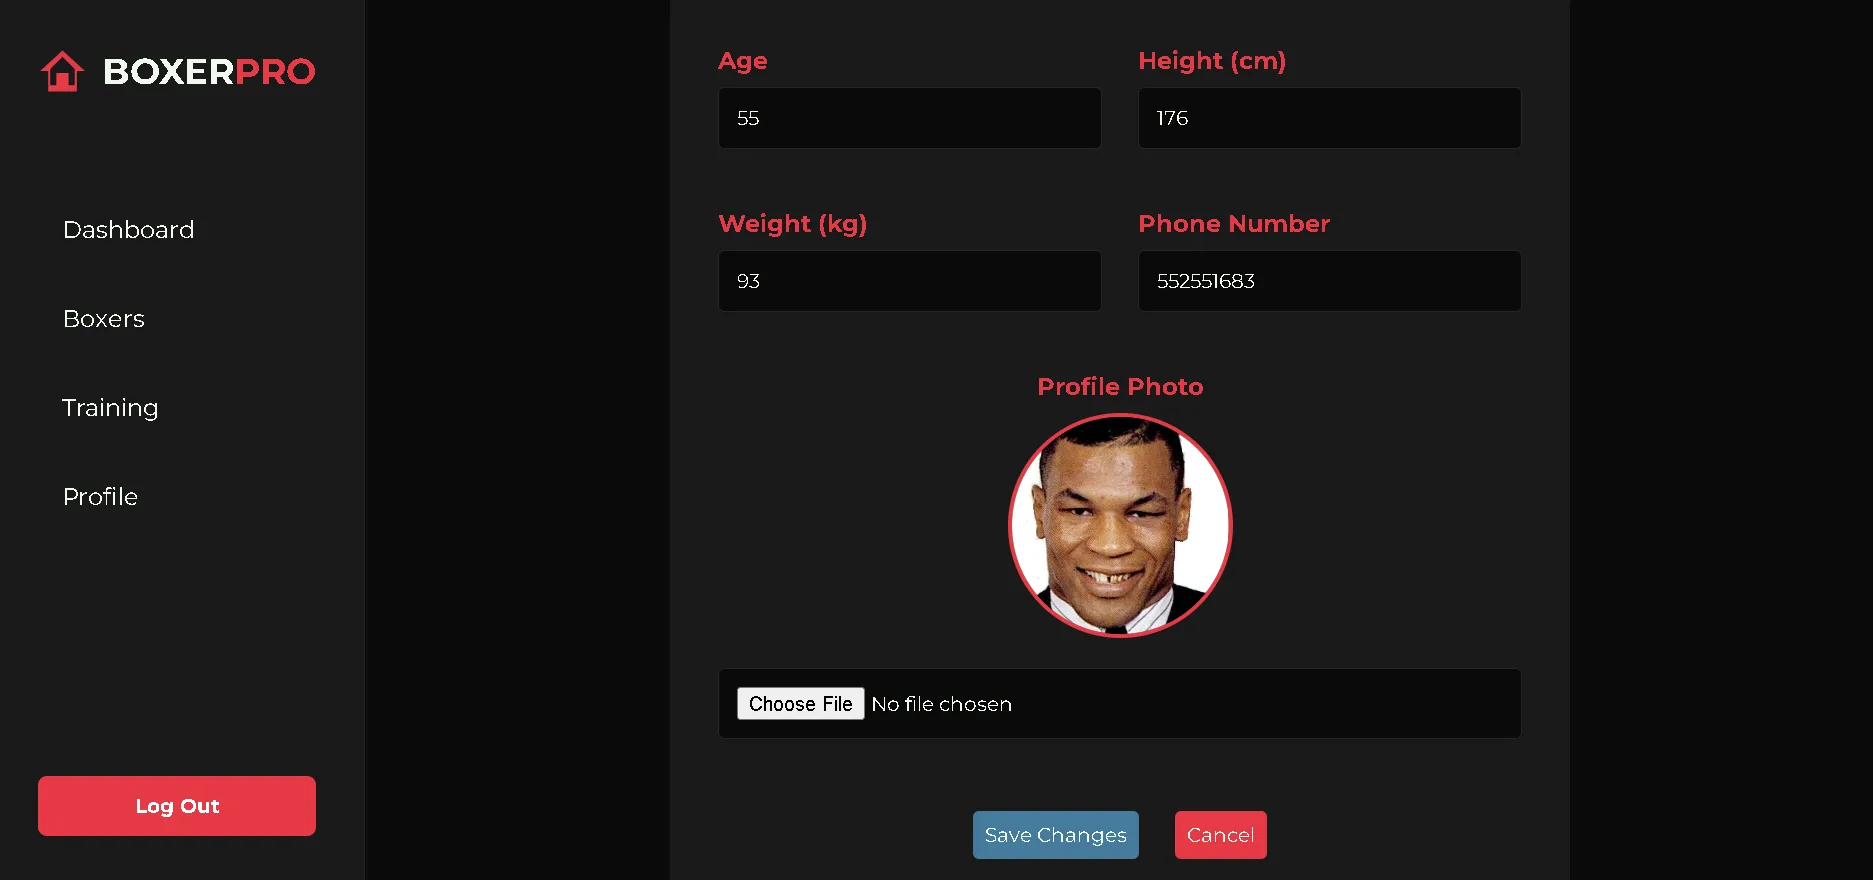 BOXERPRO
Dashboard
Boxers
Training
Profile
Log Out
Age
Height (cm)
55
176
Weight (kg)
Phone Number
93
552551683
Profile Photo
Choose File No file chosen
Save Changes
Cancel